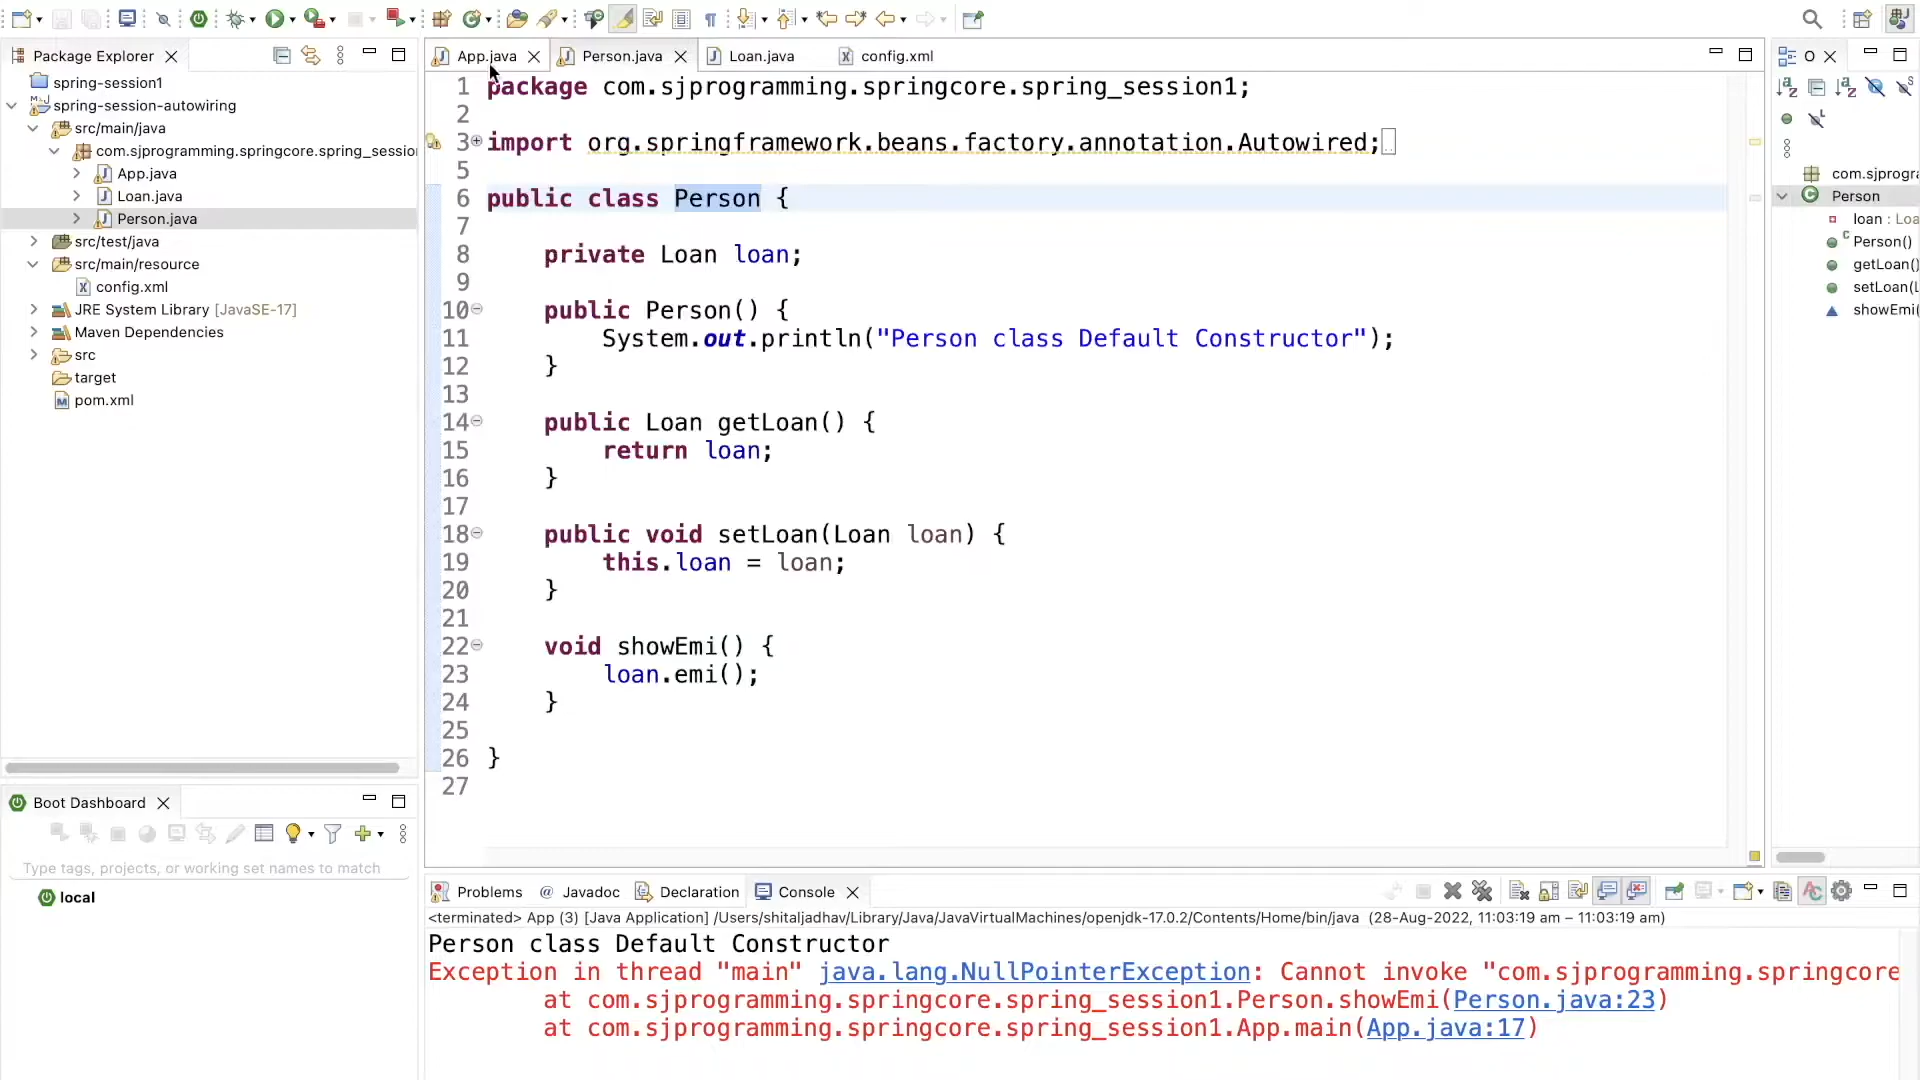 Package Explorer
spring-session1
spring-session-autowiring
src/main/java
com.sjprogramming.springcore.spring_sessio
App.java
Loan.java
Person.java
src/test/java
src/main/resource
config.xml
JRE System Library [JavaSE-17]
Maven Dependencies
src
target
pom.xml
Boot Dashboard
Type tags, projects, or working set names to match
local
App.java
Person.java
Loan.java
config.xml
1 package com.sjprogramming.springcore.spring_session1;
2
3 import org.springframework.beans.factory.annotation.Autowired;
5
6 public class Person {
7
8 private Loan loan;
9
10 public Person() {
11 System.out.println("Person class Default Constructor");
12 }
13
14 public Loan getLoan() {
15 return loan;
16 }
17
18 public void setLoan(Loan loan) {
19 this.loan = loan;
20 }
21
22 void showEmi() {
23 loan.emi();
24 }
25
26 }
27
Problems
@ Javadoc
Declaration
Console
<terminated> App (3) [Java Application] /Users/shitaljadhav/Library/Java/JavaVirtualMachines/openjdk-17.0.2/Contents/Home/bin/java (28-Aug-2022, 11:03:19 am – 11:03:19 am)
Person class Default Constructor
Exception in thread "main" java.lang.NullPointerException: Cannot invoke "com.sjprogramming.springcore
at com.sjprogramming.springcore.spring_session1.Person.showEmi(Person.java:23)
at com.sjprogramming.springcore.spring_session1.App.main(App.java:17)
O
com.sjprogra
Person
loan : Loa
Person()
getLoan()
setLoan(L
showEmi(